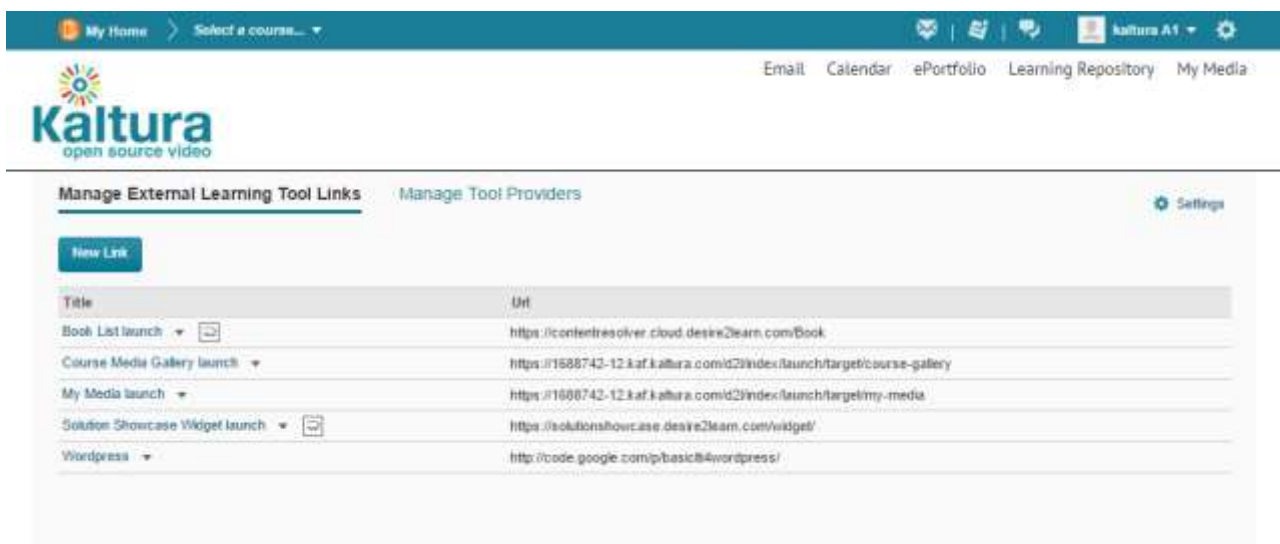 My Home Select a course... kaltura A1
Email Calendar ePortfolio Learning Repository My Media
Kaltura
open source video
Manage External Learning Tool Links Manage Tool Providers
Settings
New Link
Title Url
Book List launch https://contentresolver.cloud.desire2learn.com/Book
Course Media Gallery launch https://1688742-12.kaf.kaltura.com/d2l/index/launch/target/course-gallery
My Media launch https://1688742-12.kaf.kaltura.com/d2l/index/launch/target/my-media
Solution Showcase Widget launch https://solutionshowcase.desire2learn.com/widget/
Wordpress http://code.google.com/p/basiclti4wordpress/